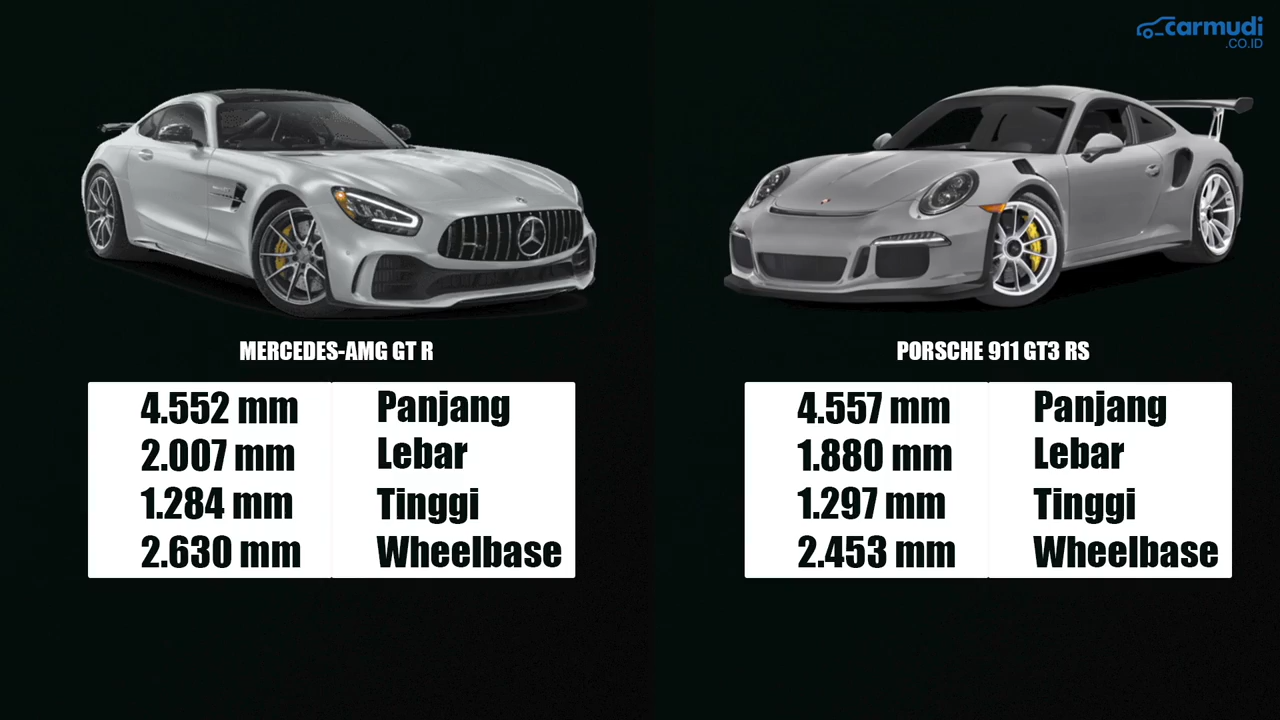 carmudi
.CO.ID
MERCEDES-AMG GT R
4.552 mm Panjang
2.007 mm Lebar
1.284 mm Tinggi
2.630 mm Wheelbase
PORSCHE 911 GT3 RS
4.557 mm Panjang
1.880 mm Lebar
1.297 mm Tinggi
2.453 mm Wheelbase